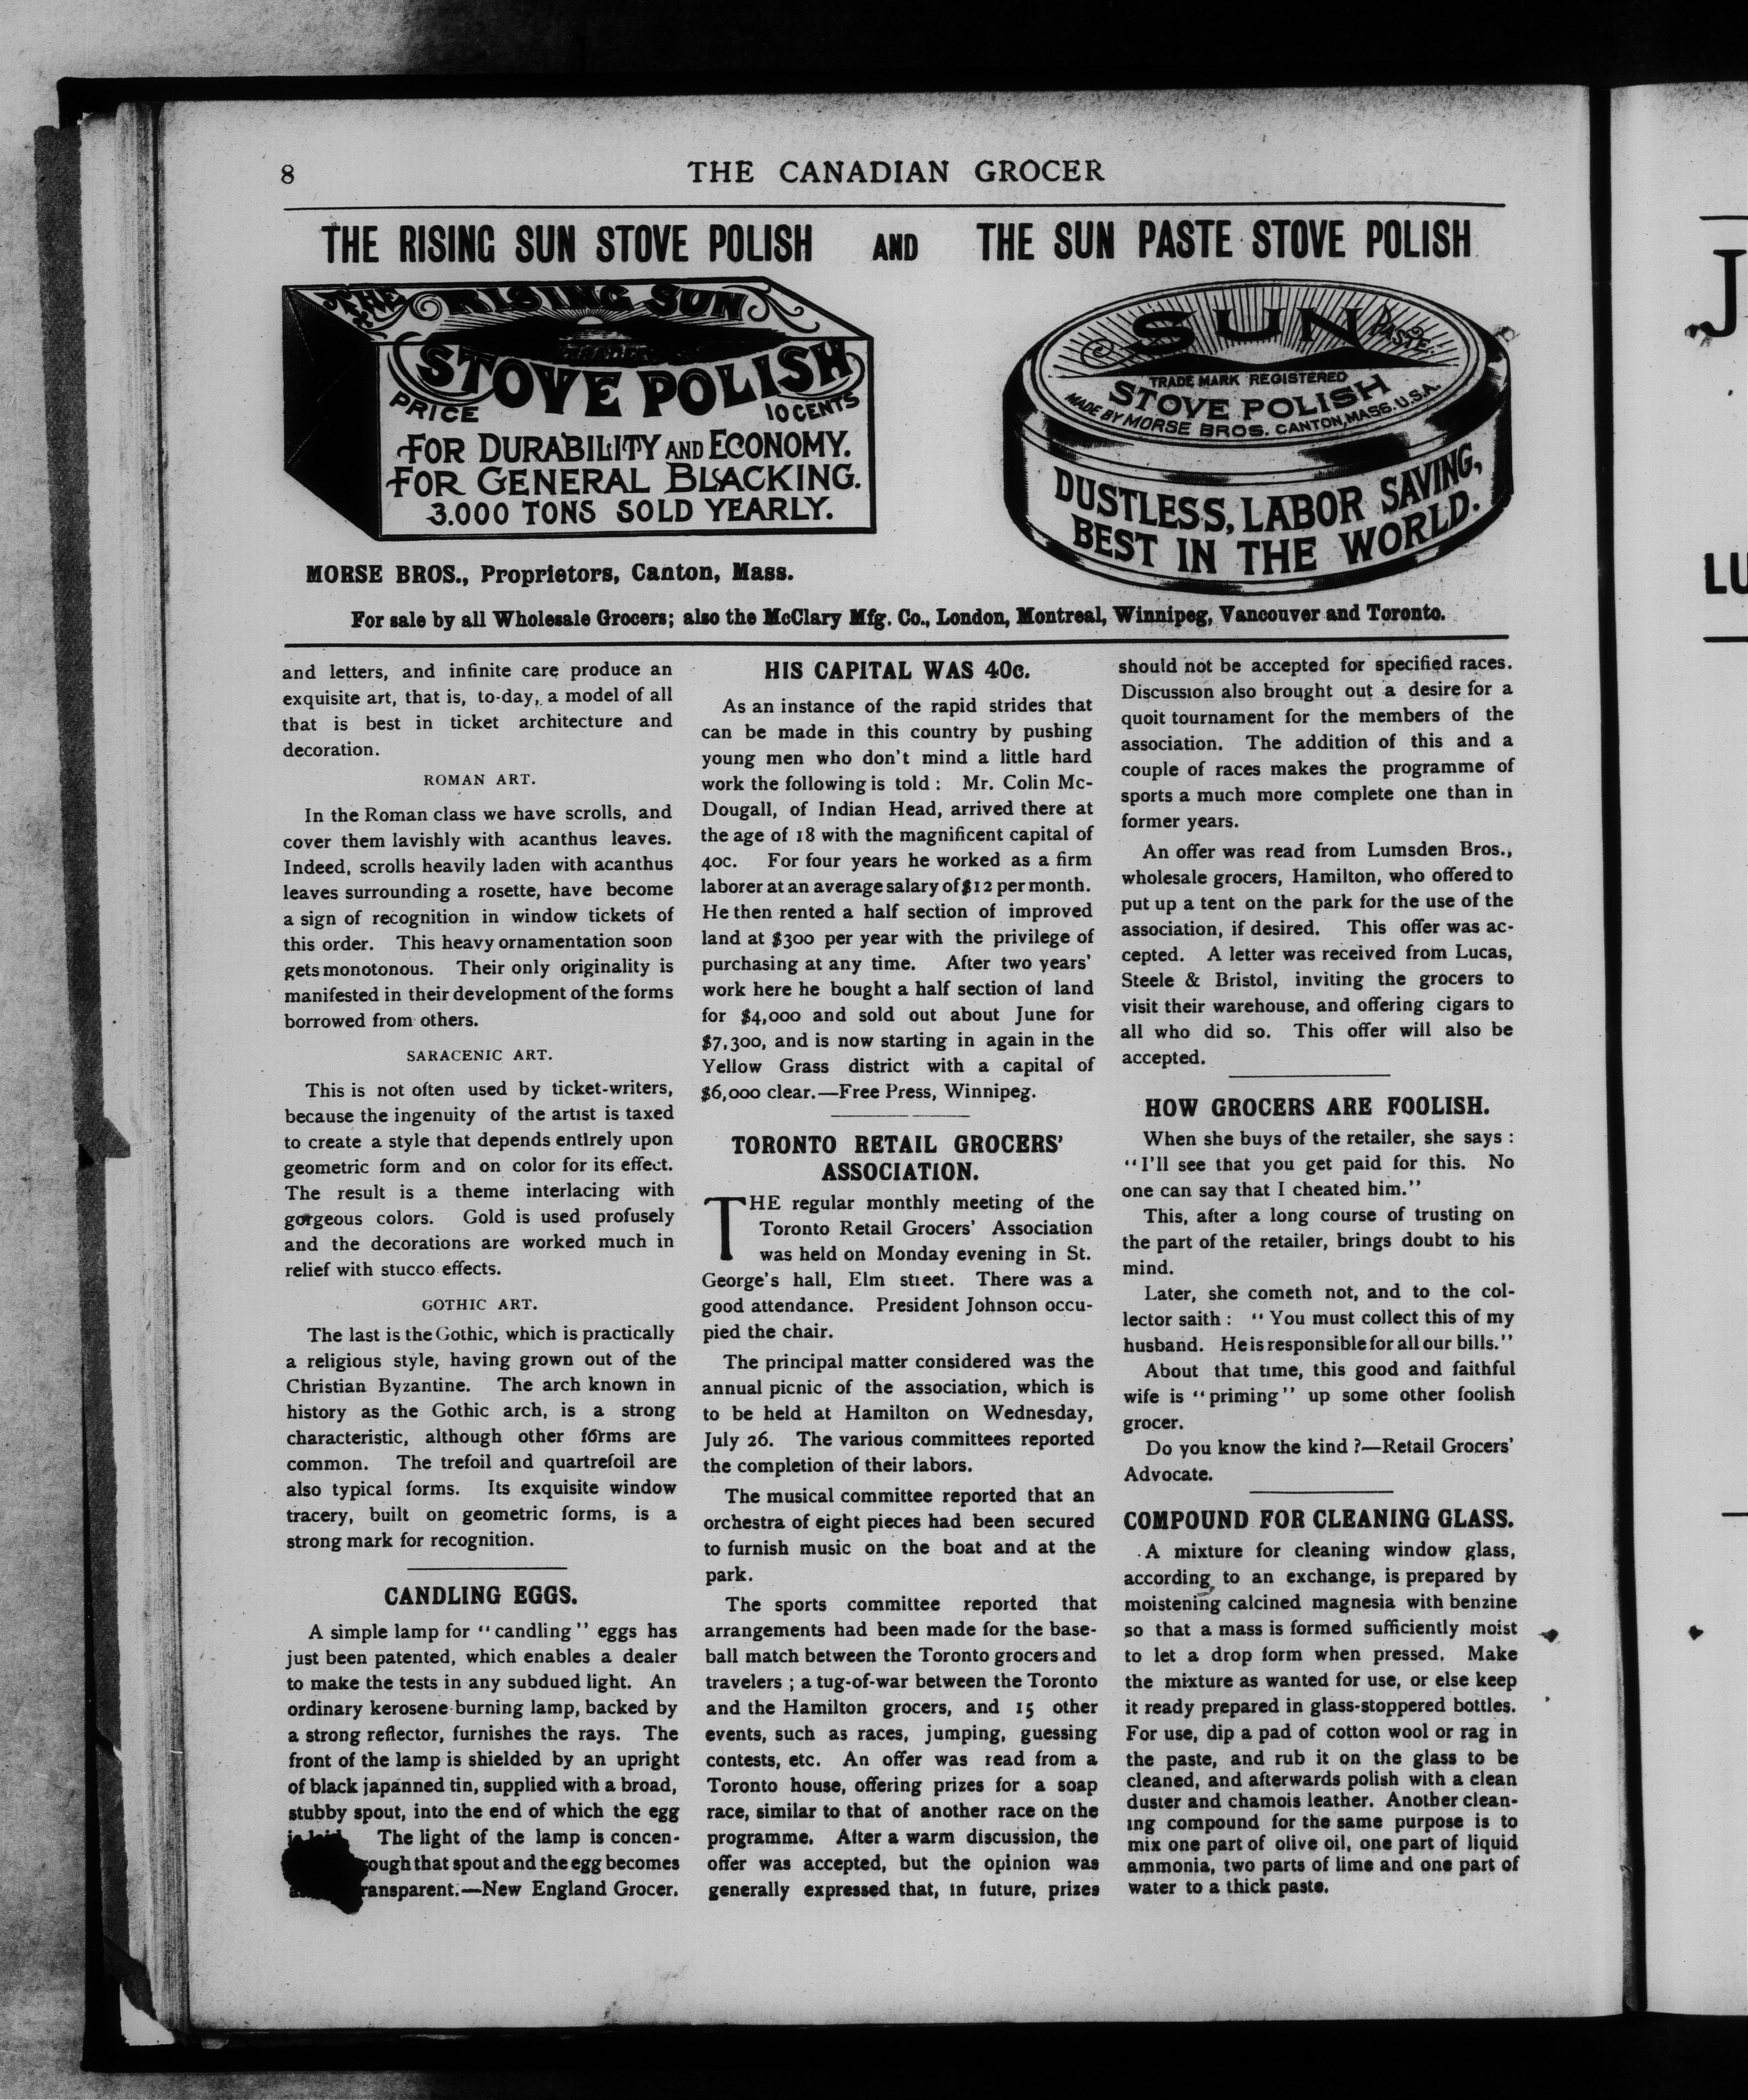 8
THE CANADIAN GROCER
THE RISING SUN STOVE POLISH AND THE SUN PASTE STOVE POLISH
THE RISING SUN
STOVE POLISH
PRICE 10 CENTS
FOR DURABILITY AND ECONOMY.
FOR GENERAL BLACKING.
3.000 TONS SOLD YEARLY.
SUN PASTE
TRADE MARK REGISTERED
STOVE POLISH
MADE BY MORSE BROS. CANTON, MASS. U.S.A.
DUSTLESS, LABOR SAVING,
BEST IN THE WORLD.
MORSE BROS., Proprietors, Canton, Mass.
For sale by all Wholesale Grocers; also the McClary Mfg. Co., London, Montreal, Winnipeg, Vancouver and Toronto.
and letters, and infinite care produce an
exquisite art, that is, to-day, a model of all
that is best in ticket architecture and
decoration.
ROMAN ART.
In the Roman class we have scrolls, and
cover them lavishly with acanthus leaves.
Indeed, scrolls heavily laden with acanthus
leaves surrounding a rosette, have become
a sign of recognition in window tickets of
this order. This heavy ornamentation soon
gets monotonous. Their only originality is
manifested in their development of the forms
borrowed from others.
SARACENIC ART.
This is not often used by ticket-writers,
because the ingenuity of the artist is taxed
to create a style that depends entirely upon
geometric form and on color for its effect.
The result is a theme interlacing with
gorgeous colors. Gold is used profusely
and the decorations are worked much in
relief with stucco effects.
GOTHIC ART.
The last is the Gothic, which is practically
a religious style, having grown out of the
Christian Byzantine. The arch known in
history as the Gothic arch, is a strong
characteristic, although other forms are
common. The trefoil and quartrefoil are
also typical forms. Its exquisite window
tracery, built on geometric forms, is a
strong mark for recognition.
CANDLING EGGS.
A simple lamp for "candling" eggs has
just been patented, which enables a dealer
to make the tests in any subdued light. An
ordinary kerosene-burning lamp, backed by
a strong reflector, furnishes the rays. The
front of the lamp is shielded by an upright
of black japanned tin, supplied with a broad,
stubby spout, into the end of which the egg
The light of the lamp is concen-
rough that spout and the egg becomes
ransparent.—New England Grocer.
HIS CAPITAL WAS 40c.
As an instance of the rapid strides that
can be made in this country by pushing
young men who don't mind a little hard
work the following is told : Mr. Colin Mc-
Dougall, of Indian Head, arrived there at
the age of 18 with the magnificent capital of
40c. For four years he worked as a firm
laborer at an average salary of $12 per month.
He then rented a half section of improved
land at $300 per year with the privilege of
purchasing at any time. After two years'
work here he bought a half section of land
for $4,000 and sold out about June for
$7,300, and is now starting in again in the
Yellow Grass district with a capital of
$6,000 clear.—Free Press, Winnipeg.
TORONTO RETAIL GROCERS'
ASSOCIATION.
THE regular monthly meeting of the
Toronto Retail Grocers' Association
was held on Monday evening in St.
George's hall, Elm street. There was a
good attendance. President Johnson occu-
pied the chair.
The principal matter considered was the
annual picnic of the association, which is
to be held at Hamilton on Wednesday,
July 26. The various committees reported
the completion of their labors.
The musical committee reported that an
orchestra of eight pieces had been secured
to furnish music on the boat and at the
park.
The sports committee reported that
arrangements had been made for the base-
ball match between the Toronto grocers and
travelers ; a tug-of-war between the Toronto
and the Hamilton grocers, and 15 other
events, such as races, jumping, guessing
contests, etc. An offer was read from a
Toronto house, offering prizes for a soap
race, similar to that of another race on the
programme. After a warm discussion, the
offer was accepted, but the opinion was
generally expressed that, in future, prizes
should not be accepted for specified races.
Discussion also brought out a desire for a
quoit tournament for the members of the
association. The addition of this and a
couple of races makes the programme of
sports a much more complete one than in
former years.
An offer was read from Lumsden Bros.,
wholesale grocers, Hamilton, who offered to
put up a tent on the park for the use of the
association, if desired. This offer was ac-
cepted. A letter was received from Lucas,
Steele & Bristol, inviting the grocers to
visit their warehouse, and offering cigars to
all who did so. This offer will also be
accepted.
HOW GROCERS ARE FOOLISH.
When she buys of the retailer, she says :
"I'll see that you get paid for this. No
one can say that I cheated him."
This, after a long course of trusting on
the part of the retailer, brings doubt to his
mind.
Later, she cometh not, and to the col-
lector saith : "You must collect this of my
husband. He is responsible for all our bills."
About that time, this good and faithful
wife is "priming" up some other foolish
grocer.
Do you know the kind ?—Retail Grocers'
Advocate.
COMPOUND FOR CLEANING GLASS.
A mixture for cleaning window glass,
according to an exchange, is prepared by
moistening calcined magnesia with benzine
so that a mass is formed sufficiently moist
to let a drop form when pressed. Make
the mixture as wanted for use, or else keep
it ready prepared in glass-stoppered bottles.
For use, dip a pad of cotton wool or rag in
the paste, and rub it on the glass to be
cleaned, and afterwards polish with a clean
duster and chamois leather. Another clean-
ing compound for the same purpose is to
mix one part of olive oil, one part of liquid
ammonia, two parts of lime and one part of
water to a thick paste.
J
LU